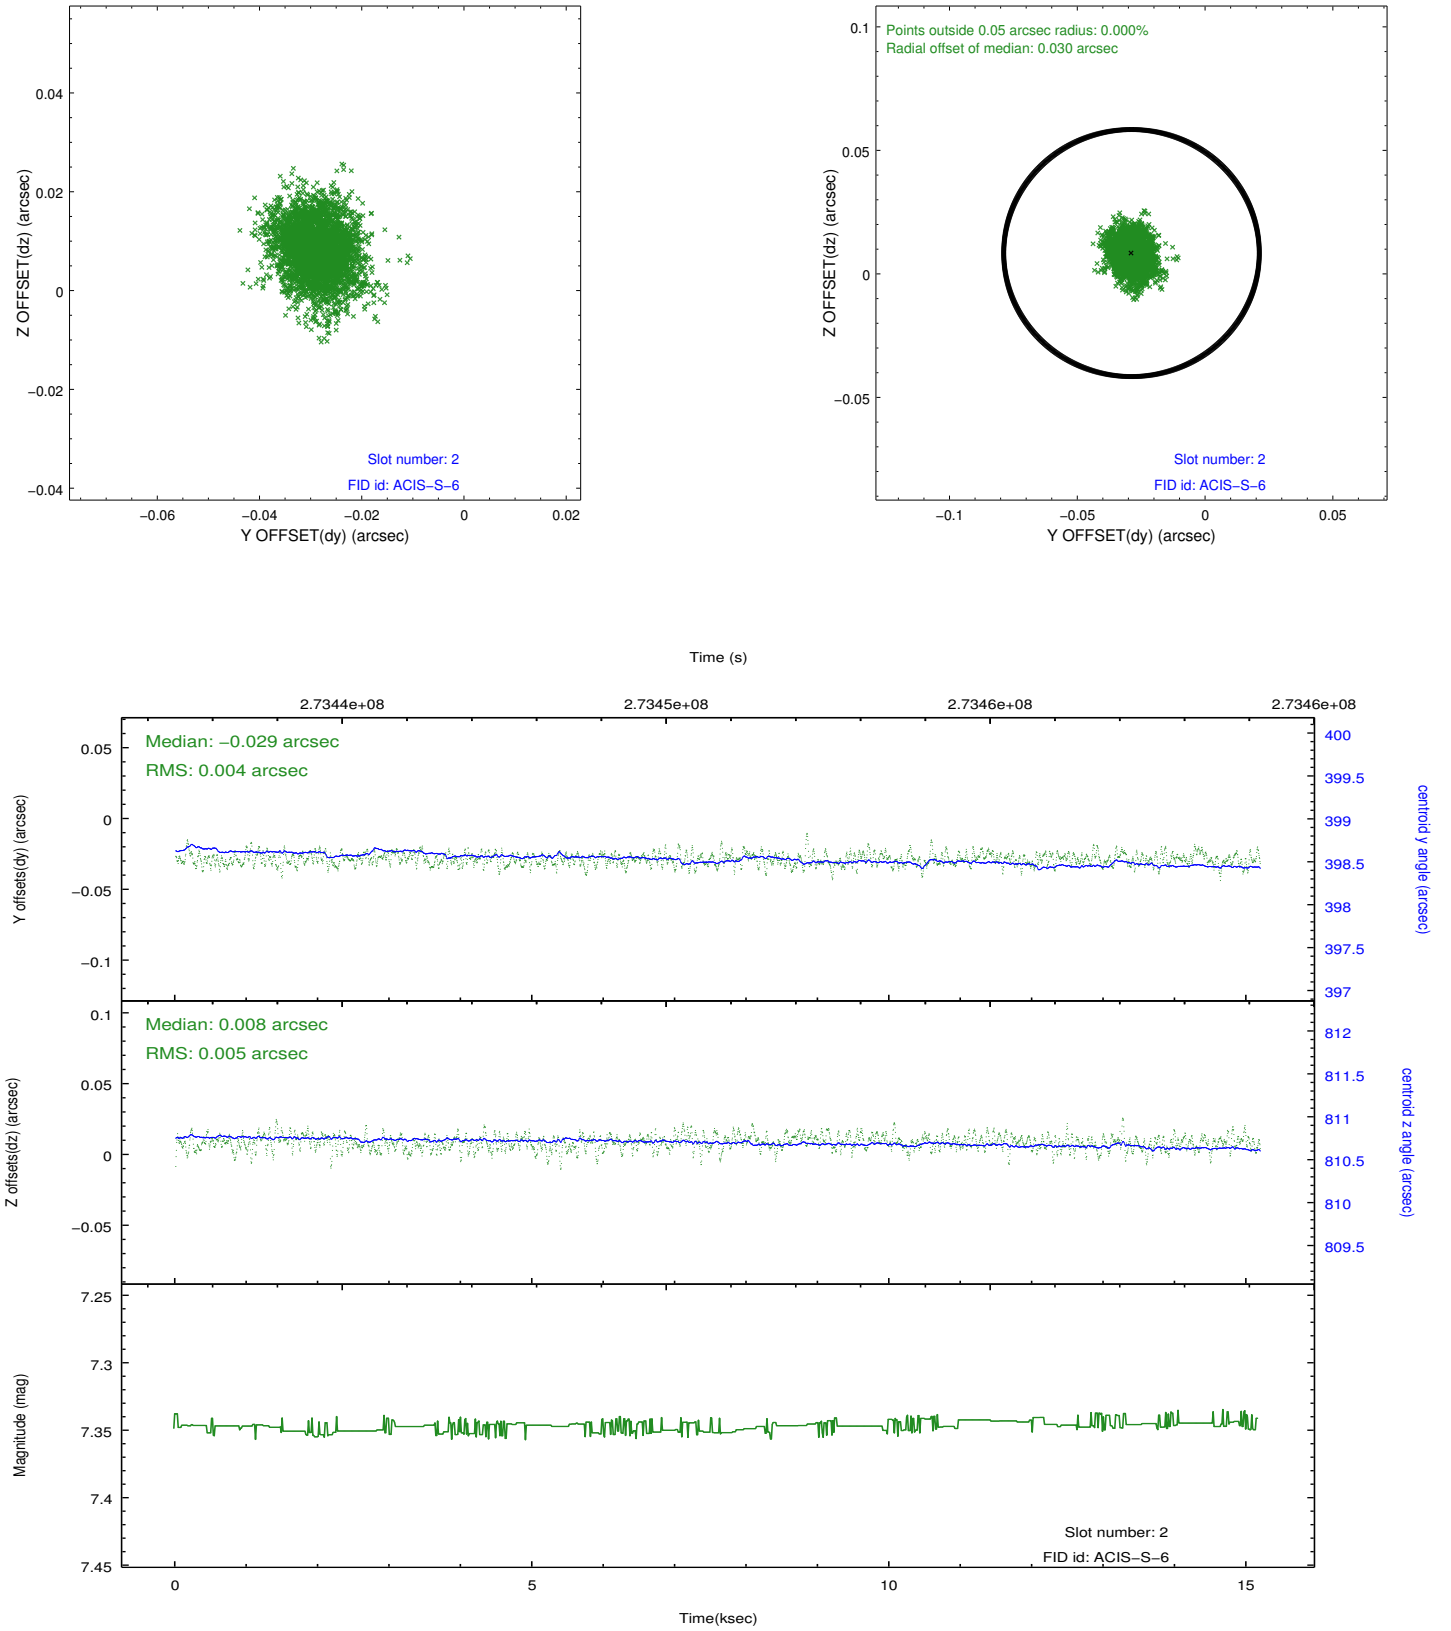 0.04
0.02
0
−0.02
−0.04
Z OFFSET(dz) (arcsec)
Slot number: 2
FID id: ACIS−S−6
−0.06
−0.04
−0.02
0
0.02
Y OFFSET(dy) (arcsec)
Points outside 0.05 arcsec radius: 0.000%
Radial offset of median: 0.030 arcsec
0.1
0.05
0
−0.05
Z OFFSET(dz) (arcsec)
Slot number: 2
FID id: ACIS−S−6
−0.1
−0.05
0
0.05
Y OFFSET(dy) (arcsec)
Time (s)
2.7344e+08
2.7345e+08
2.7346e+08
2.7346e+08
Median: −0.029 arcsec
RMS: 0.004 arcsec
0.05
0
−0.05
−0.1
Y offsets(dy) (arcsec)
400
399.5
399
398.5
398
397.5
397
centroid y angle (arcsec)
Median: 0.008 arcsec
RMS: 0.005 arcsec
0.1
0.05
0
−0.05
Z offsets(dz) (arcsec)
812
811.5
811
810.5
810
809.5
centroid z angle (arcsec)
7.25
7.3
7.35
7.4
7.45
Magnitude (mag)
Slot number: 2
FID id: ACIS−S−6
0
5
10
15
Time(ksec)